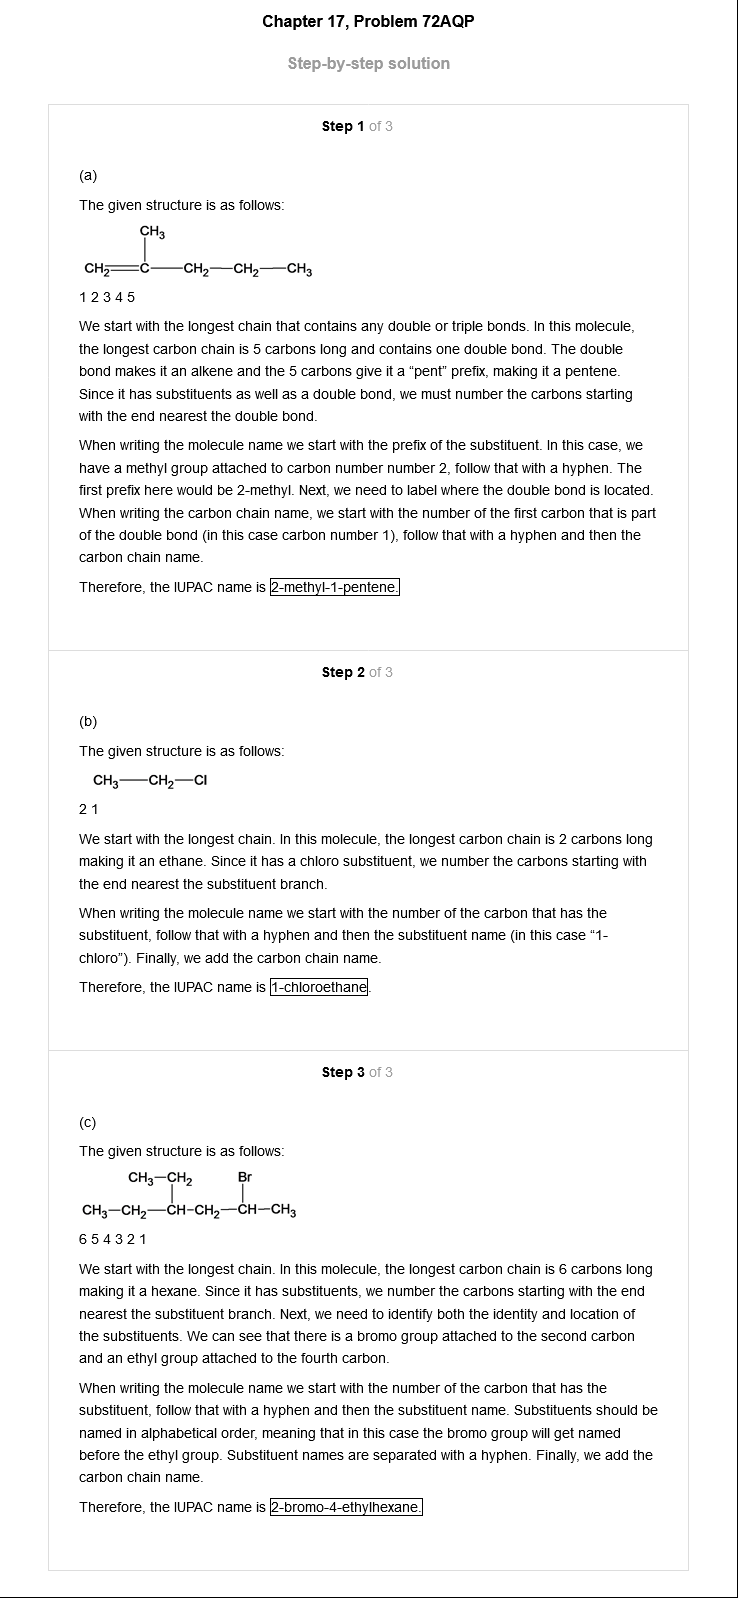 Chapter 17, Problem 72AQP
Step-by-step solution
Step 1 of 3
(a)
The given structure is as follows:
CH3
CH2 C CH2 CH2 CH3
1 2 3 4 5
We start with the longest chain that contains any double or triple bonds. In this molecule,
the longest carbon chain is 5 carbons long and contains one double bond. The double
bond makes it an alkene and the 5 carbons give it a “pent” prefix, making it a pentene.
Since it has substituents as well as a double bond, we must number the carbons starting
with the end nearest the double bond.
When writing the molecule name we start with the prefix of the substituent. In this case, we
have a methyl group attached to carbon number number 2, follow that with a hyphen. The
first prefix here would be 2-methyl. Next, we need to label where the double bond is located.
When writing the carbon chain name, we start with the number of the first carbon that is part
of the double bond (in this case carbon number 1), follow that with a hyphen and then the
carbon chain name.
Therefore, the IUPAC name is 2-methyl-1-pentene.
Step 2 of 3
(b)
The given structure is as follows:
CH3 CH2 Cl
2 1
We start with the longest chain. In this molecule, the longest carbon chain is 2 carbons long
making it an ethane. Since it has a chloro substituent, we number the carbons starting with
the end nearest the substituent branch.
When writing the molecule name we start with the number of the carbon that has the
substituent, follow that with a hyphen and then the substituent name (in this case “1-
chloro”). Finally, we add the carbon chain name.
Therefore, the IUPAC name is 1-chloroethane.
Step 3 of 3
(c)
The given structure is as follows:
CH3–CH2 Br
CH3–CH2–CH–CH2–CH–CH3
6 5 4 3 2 1
We start with the longest chain. In this molecule, the longest carbon chain is 6 carbons long
making it a hexane. Since it has substituents, we number the carbons starting with the end
nearest the substituent branch. Next, we need to identify both the identity and location of
the substituents. We can see that there is a bromo group attached to the second carbon
and an ethyl group attached to the fourth carbon.
When writing the molecule name we start with the number of the carbon that has the
substituent, follow that with a hyphen and then the substituent name. Substituents should be
named in alphabetical order, meaning that in this case the bromo group will get named
before the ethyl group. Substituent names are separated with a hyphen. Finally, we add the
carbon chain name.
Therefore, the IUPAC name is 2-bromo-4-ethylhexane.